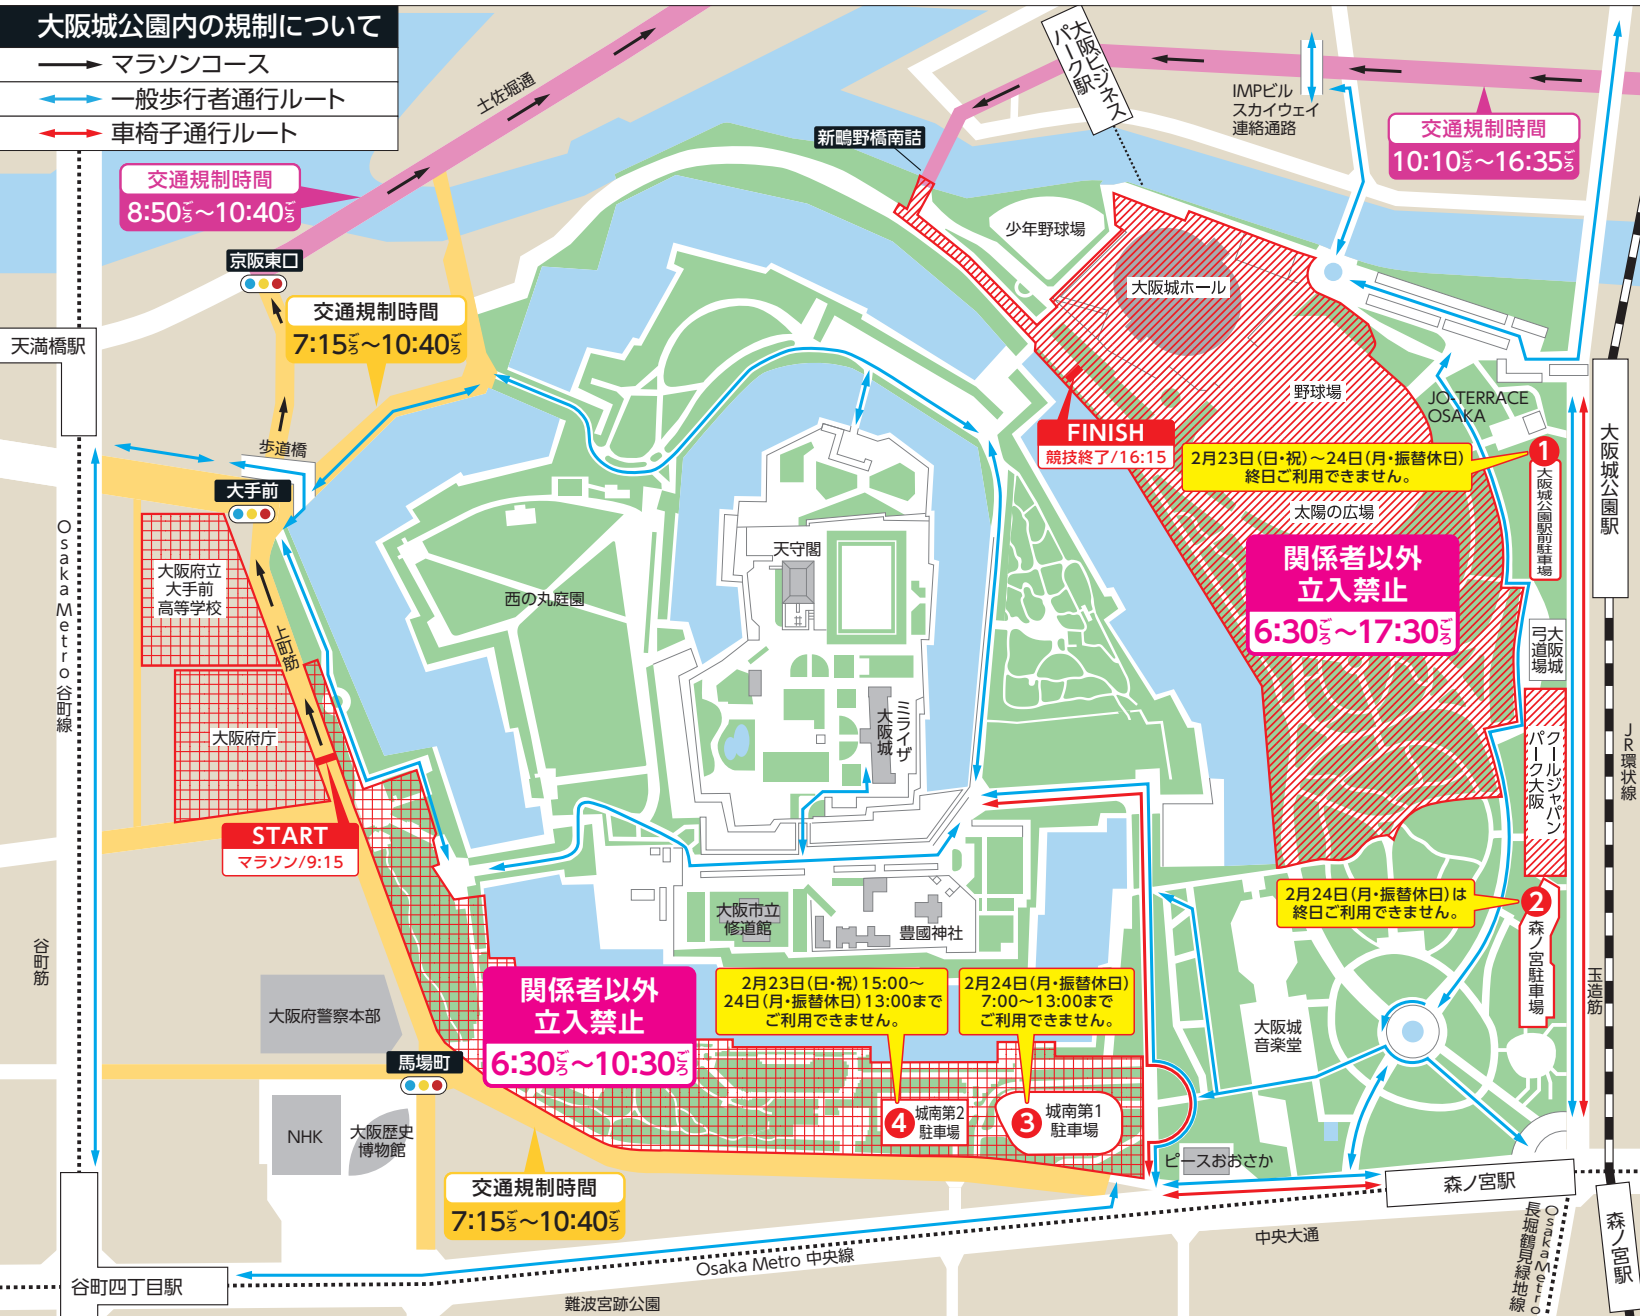 大阪城公園内の規制について
マラソンコース
一般歩行者通行ルート
車椅子通行ルート
土佐堀通
大阪ビジネス
パーク駅
IMPビル
スカイウェイ
連絡通路
交通規制時間
10:10ごろ〜16:35ごろ
新鴫野橋南詰
交通規制時間
8:50ごろ〜10:40ごろ
少年野球場
京阪東口
大阪城ホール
交通規制時間
7:15ごろ〜10:40ごろ
天満橋駅
野球場
JO-TERRACE
OSAKA
FINISH
競技終了/16:15
2月23日(日・祝)〜24日(月・振替休日)
終日ご利用できません。
1
大阪城公園駅前駐車場
大阪城公園駅
歩道橋
大手前
太陽の広場
関係者以外
立入禁止
6:30ごろ〜17:30ごろ
Osaka Metro 谷町線
大阪府立
大手前
高等学校
天守閣
西の丸庭園
上町筋
大阪城
弓道場
大阪府庁
ミライザ
大阪城
クールジャパン
パーク大阪
JR環状線
START
マラソン/9:15
2月24日(月・振替休日)は
終日ご利用できません。
2
森ノ宮駐車場
大阪市立
修道館
豊國神社
谷町筋
玉造筋
関係者以外
立入禁止
6:30ごろ〜10:30ごろ
2月23日(日・祝)15:00〜
24日(月・振替休日)13:00まで
ご利用できません。
2月24日(月・振替休日)
7:00〜13:00まで
ご利用できません。
大阪府警察本部
大阪城
音楽堂
馬場町
4
城南第2
駐車場
3
城南第1
駐車場
NHK
大阪歴史
博物館
ピースおおさか
交通規制時間
7:15ごろ〜10:40ごろ
森ノ宮駅
Osaka Metro
長堀鶴見緑地線
森ノ宮駅
中央大通
Osaka Metro 中央線
谷町四丁目駅
難波宮跡公園